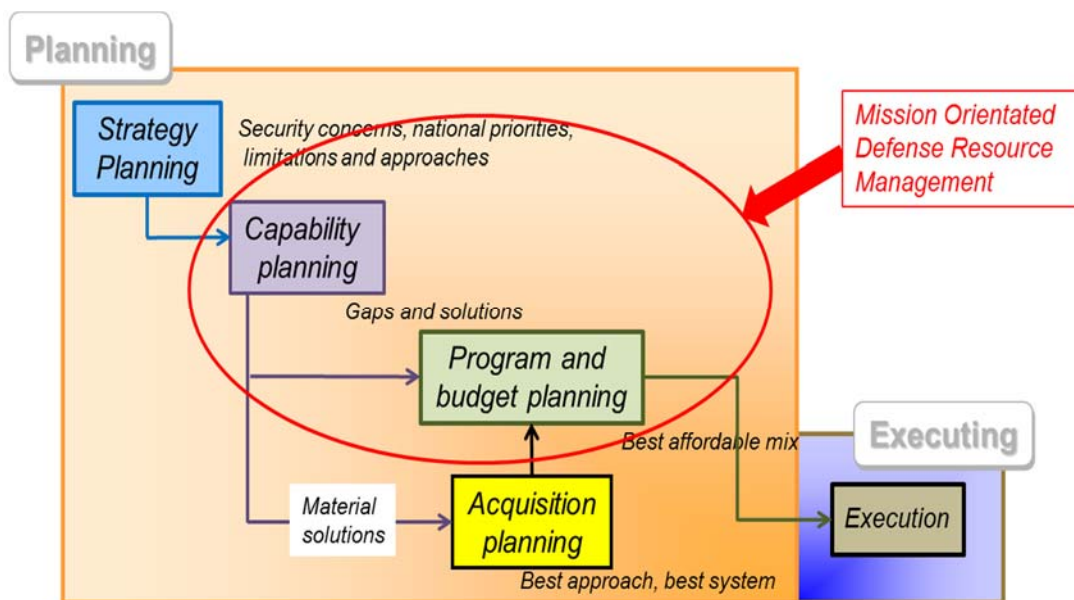 Planning
Strategy
Planning
Security concerns, national priorities,
limitations and approaches
Mission Orientated
Defense Resource
Management
Capability
planning
Gaps and solutions
Program and
budget planning
Best affordable mix
Executing
Material
solutions
Acquisition
planning
Execution
Best approach, best system